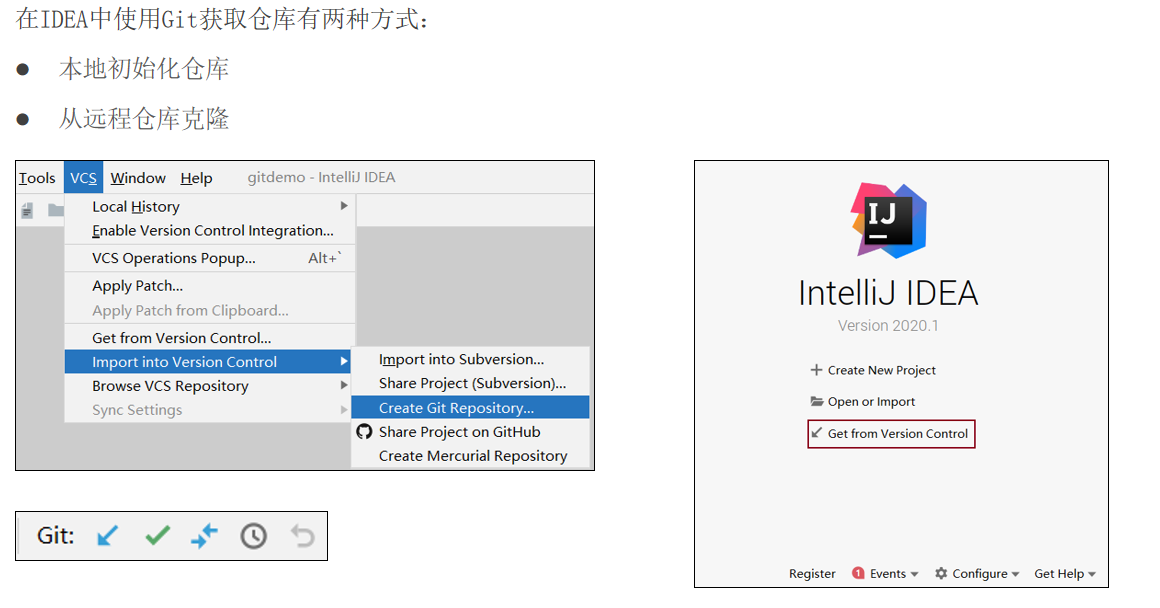 在IDEA中使用Git获取仓库有两种方式：
● 本地初始化仓库
● 从远程仓库克隆
Tools VCS Window Help gitdemo - IntelliJ IDEA
Local History
Enable Version Control Integration...
VCS Operations Popup... Alt+`
Apply Patch...
Apply Patch from Clipboard...
Get from Version Control...
Import into Version Control
Browse VCS Repository
Sync Settings
Import into Subversion...
Share Project (Subversion)...
Create Git Repository...
Share Project on GitHub
Create Mercurial Repository
Git:
IJ
IntelliJ IDEA
Version 2020.1
Create New Project
Open or Import
Get from Version Control
Register 1 Events Configure Get Help